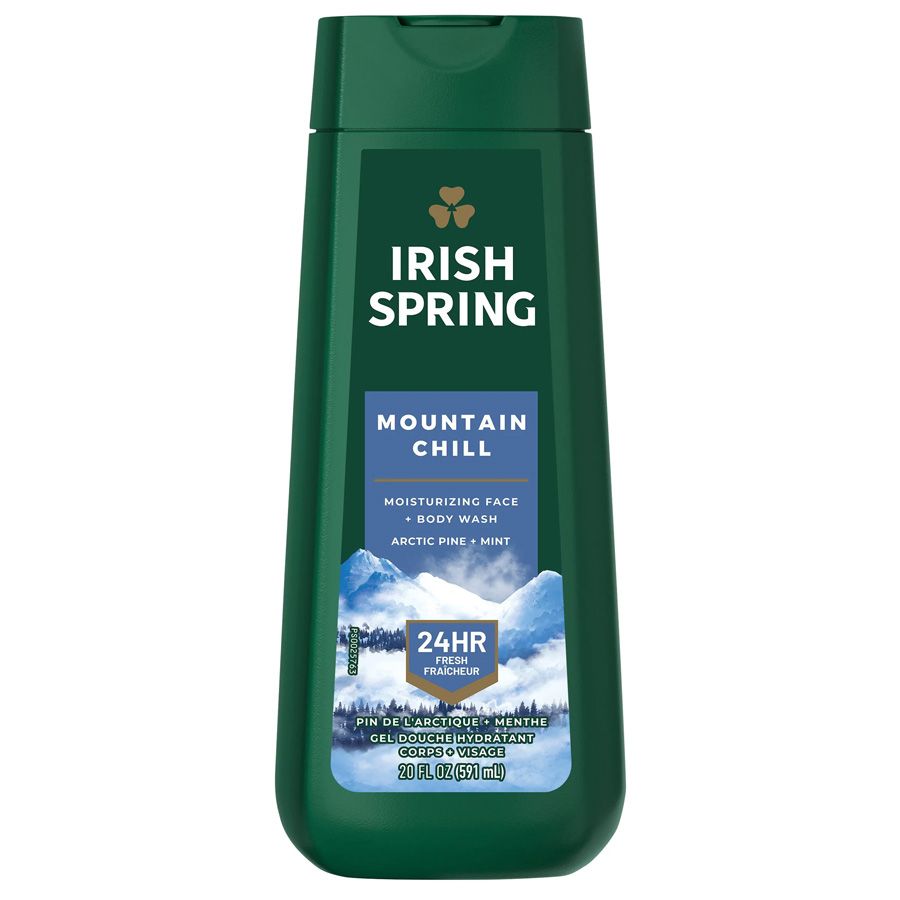 IRISH
SPRING
MOUNTAIN
CHILL
MOISTURIZING FACE
+ BODY WASH
ARCTIC PINE + MINT
24HR
FRESH
FRAÎCHEUR
PS0025763
PIN DE L'ARCTIQUE + MENTHE
GEL DOUCHE HYDRATANT
CORPS + VISAGE
20 FL OZ (591 mL)